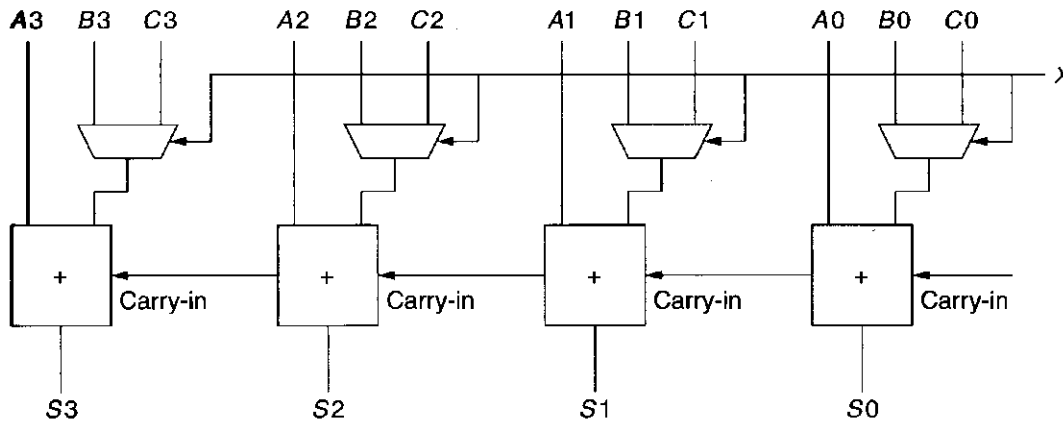 A3 B3 C3 A2 B2 C2 A1 B1 C1 A0 B0 C0
+ + + +
Carry-in Carry-in Carry-in Carry-in
S3 S2 S1 S0